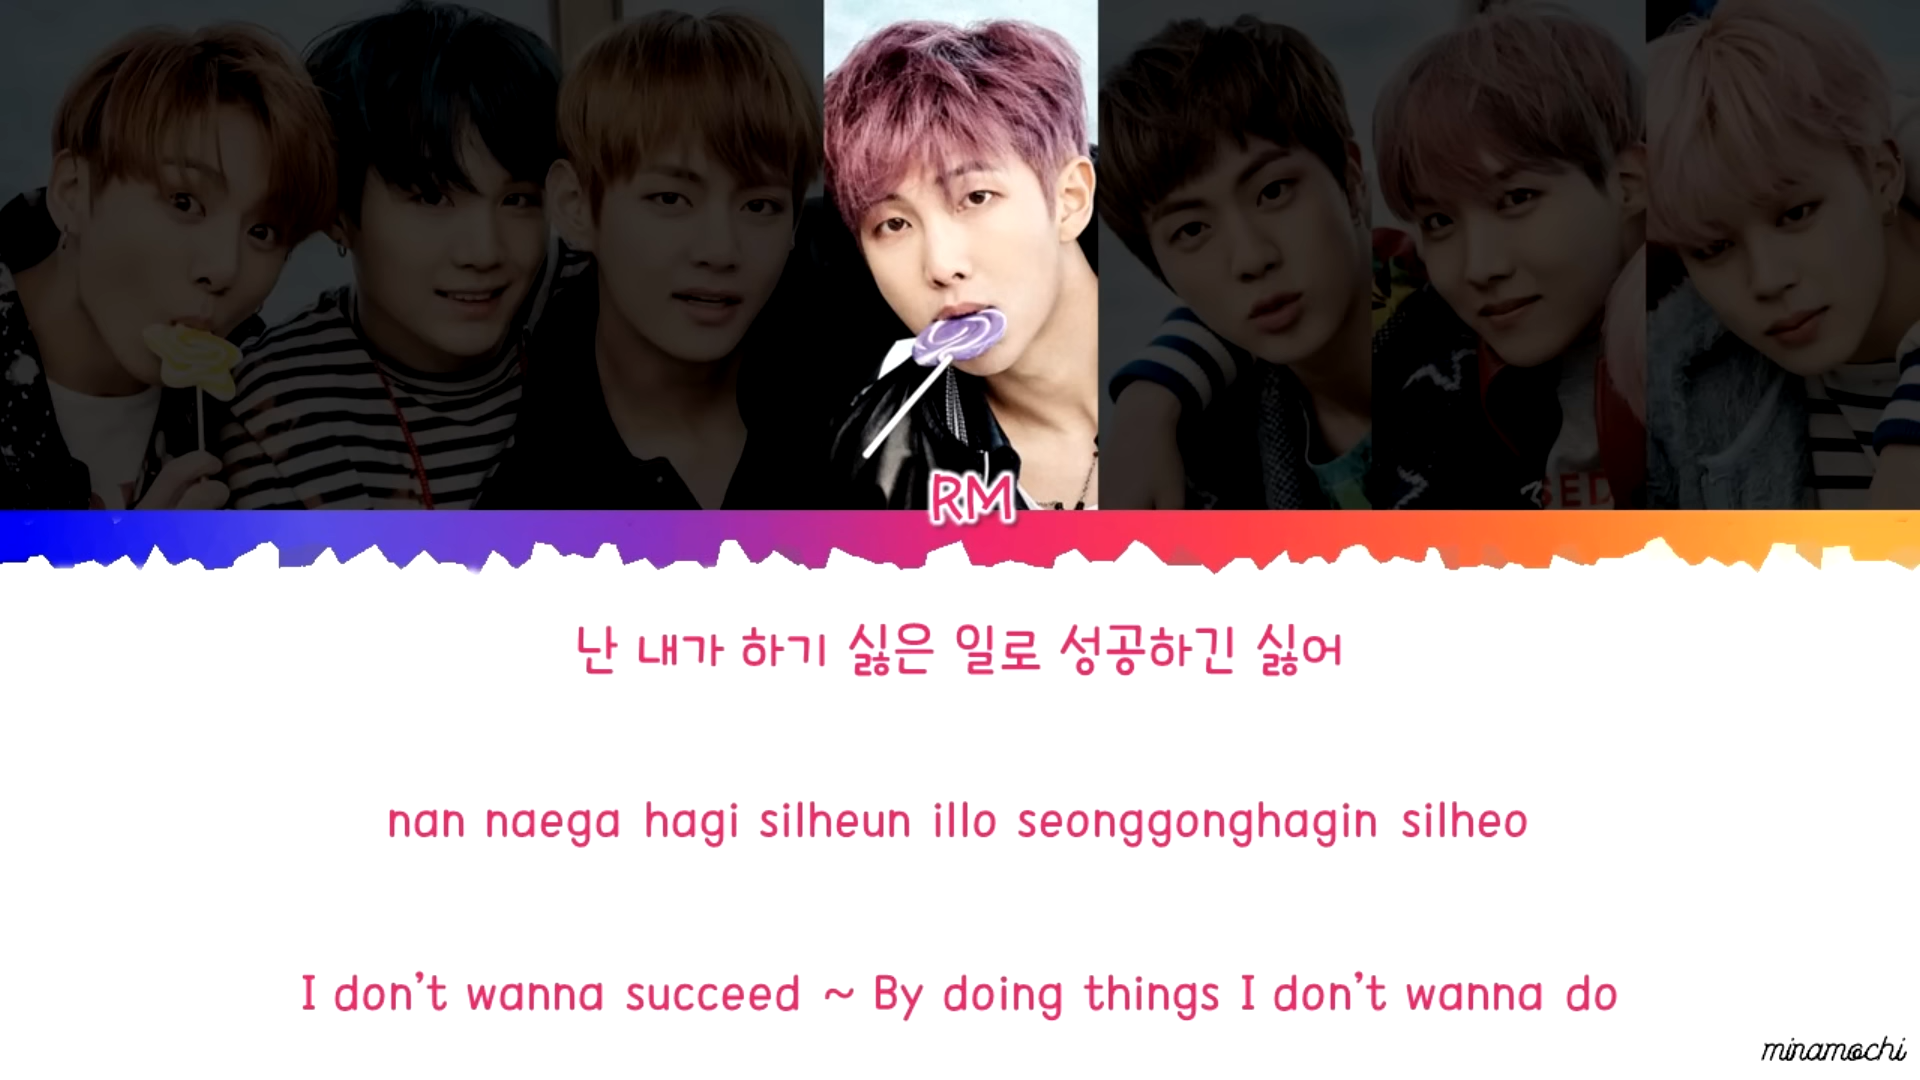 RM
난 내가 하기 싫은 일로 성공하긴 싫어
nan naega hagi silheun illo seonggonghagin silheo
I don't wanna succeed ~ By doing things I don't wanna do
minamochi